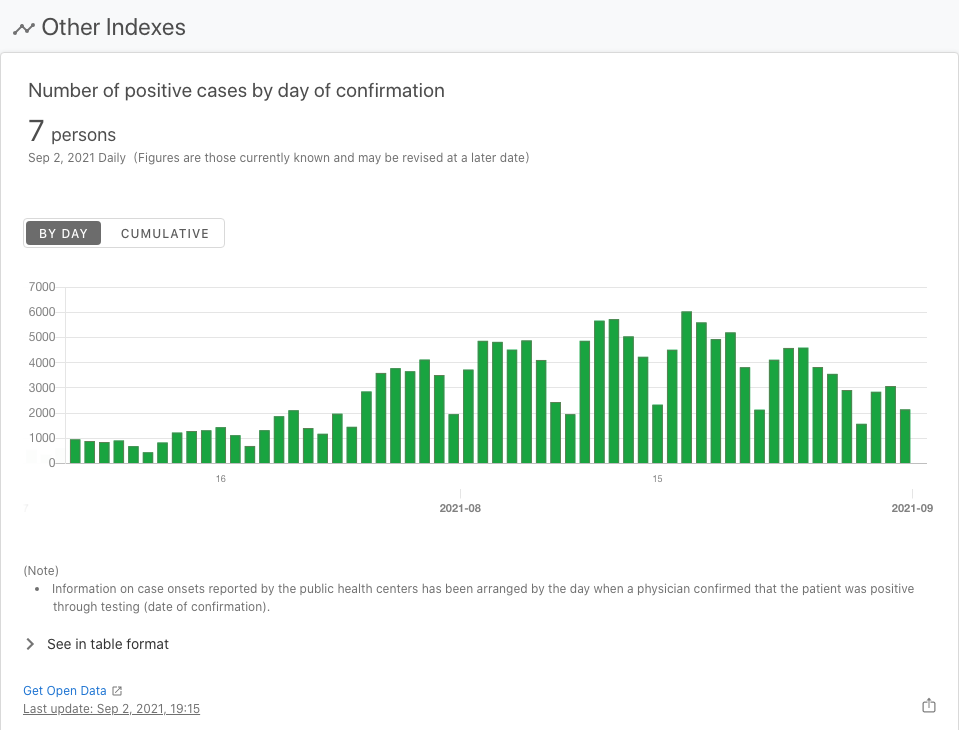 Other Indexes
Number of positive cases by day of confirmation
7 persons
Sep 2, 2021 Daily (Figures are those currently known and may be revised at a later date)
BY DAY CUMULATIVE
7000
6000
5000
4000
3000
2000
1000
0
16 15
2021-08 2021-09
(Note)
• Information on case onsets reported by the public health centers has been arranged by the day when a physician confirmed that the patient was positive
through testing (date of confirmation).
See in table format
Get Open Data
Last update: Sep 2, 2021, 19:15